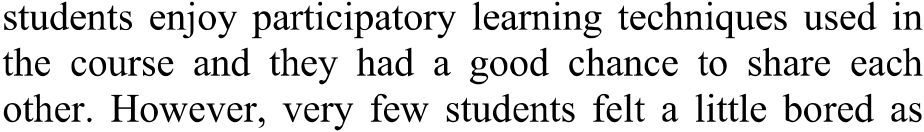 students enjoy participatory learning techniques used in
the course and they had a good chance to share each
other. However, very few students felt a little bored as